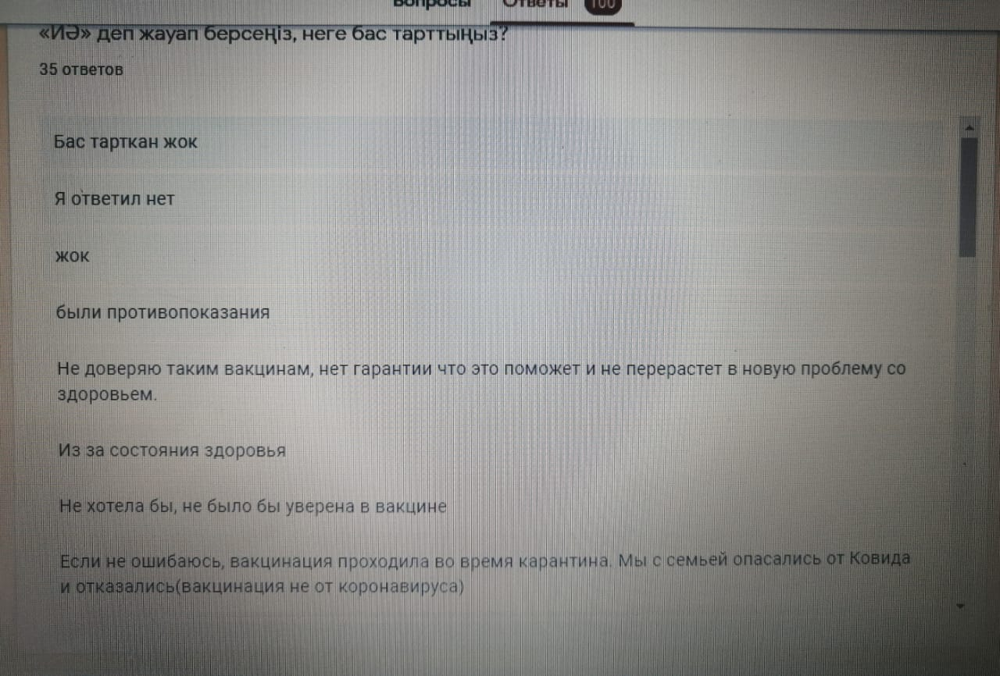 Вопросы Ответы 100
«ИӘ» деп жауап берсеңіз, неге бас тарттыңыз?
35 ответов
Бас тарткан жок
Я ответил нет
жок
были противопоказания
Не доверяю таким вакцинам, нет гарантии что это поможет и не перерастет в новую проблему со
здоровьем.
Из за состояния здоровья
Не хотела бы, не было бы уверена в вакцине
Если не ошибаюсь, вакцинация проходила во время карантина. Мы с семьей опасались от Ковида
и отказались(вакцинация не от коронавируса)